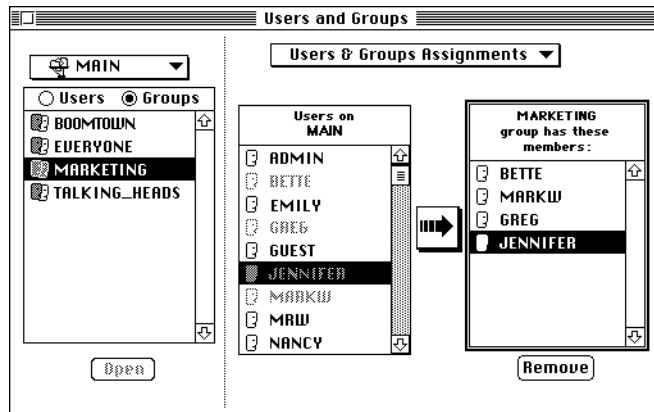 Users and Groups
MAIN
Users & Groups Assignments
Users Groups
BOOMTOWN
EVERYONE
MARKETING
TALKING_HEADS
Open
Users on
MAIN
ADMIN
BETTE
EMILY
GREG
GUEST
JENNIFER
MARKW
MRW
NANCY
MARKETING
group has these
members:
BETTE
MARKW
GREG
JENNIFER
Remove